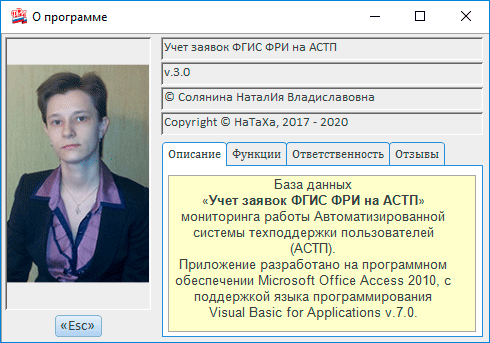 О программе
Учет заявок ФГИС ФРИ на АСТП
v.3.0
© Солянина НаталИя Владиславовна
Copyright © НаТаХа, 2017 - 2020
Описание Функции Ответственность Отзывы
База данных
«Учет заявок ФГИС ФРИ на АСТП»
мониторинга работы Автоматизированной
системы техподдержки пользователей
(АСТП).
Приложение разработано на программном
обеспечении Microsoft Office Access 2010, с
поддержкой языка программирования
Visual Basic for Applications v.7.0.
«Esc»